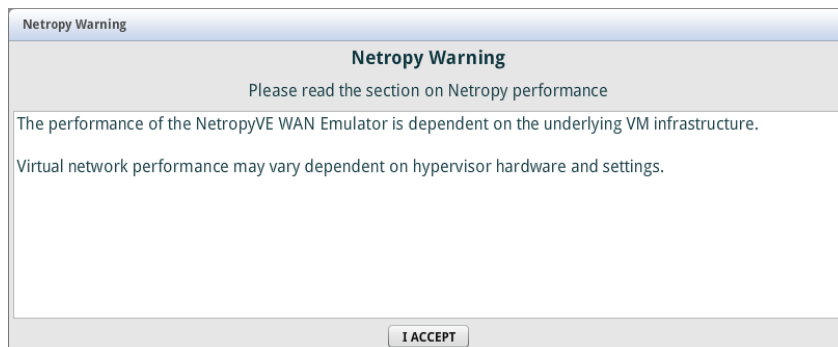 Netropy Warning
Netropy Warning
Please read the section on Netropy performance
The performance of the NetropyVE WAN Emulator is dependent on the underlying VM infrastructure.
Virtual network performance may vary dependent on hypervisor hardware and settings.
I ACCEPT